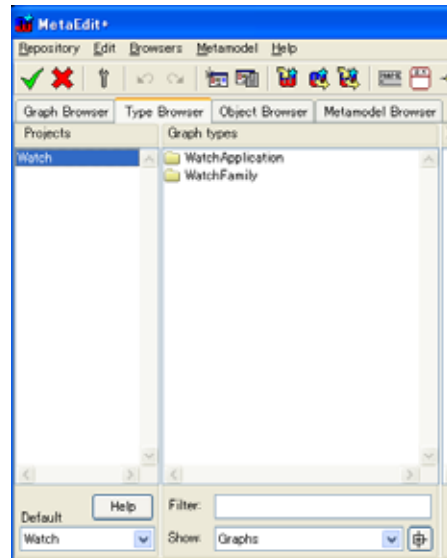 MetaEdit+
Repository Edit Browsers Metamodel Help
Graph Browser Type Browser Object Browser Metamodel Browser
Projects Graph types
Watch WatchApplication
WatchFamily
Help Filter:
Default
Watch Show: Graphs